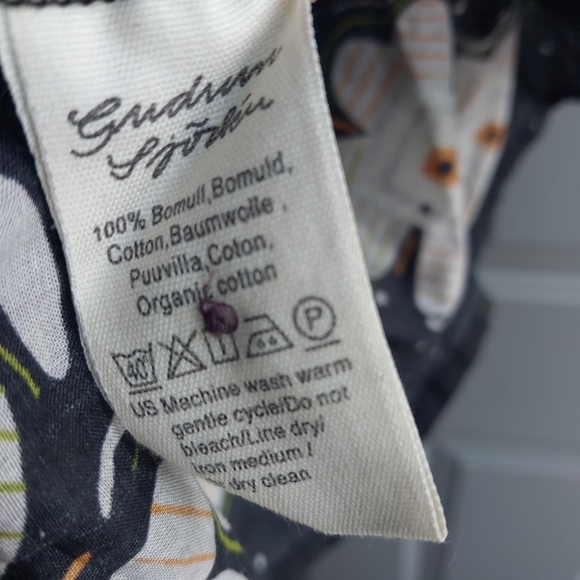 Gudrun
Sjödén
100% Bomull,Bomuld,
Cotton,Baumwolle,
Puuvilla,Coton,
Organic cotton
40° P
US Machine wash warm
gentle cycle/Do not
bleach/Line dry/
Iron medium /
dry clean